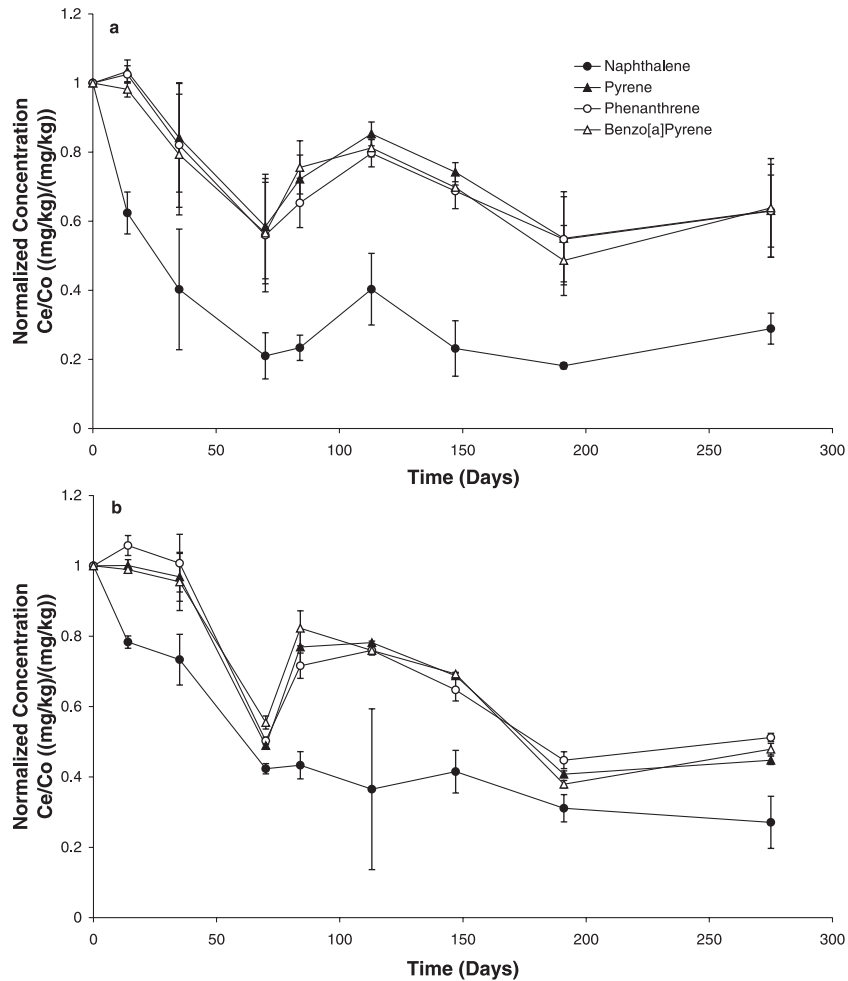 1.2
a
1
0.8
0.6
0.4
0.2
0
Normalized Concentration
Ce/Co ((mg/kg)/(mg/kg))
Naphthalene
Pyrene
Phenanthrene
Benzo[a]Pyrene
0 50 100 150 200 250 300
Time (Days)
1.2
b
1
0.8
0.6
0.4
0.2
0
Normalized Concentration
Ce/Co ((mg/kg)/(mg/kg))
0 50 100 150 200 250 300
Time (Days)